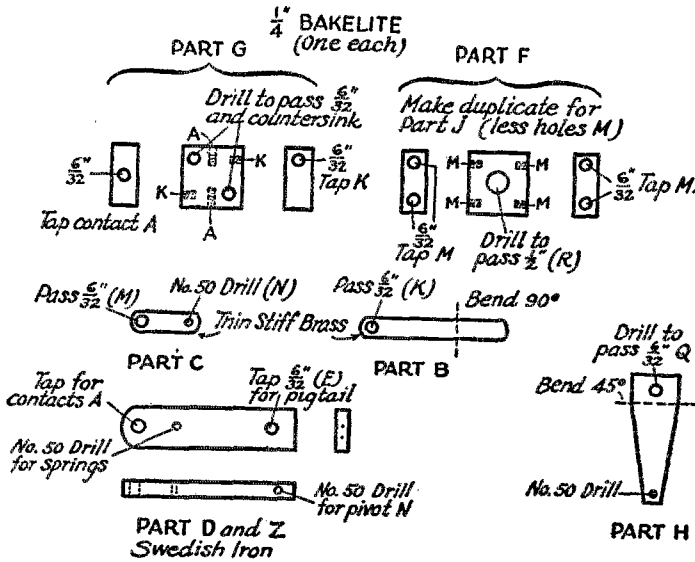 1/4" BAKELITE
(One each)
PART G
PART F
Drill to pass 6/32"
and countersink
Make duplicate for
Part J (less holes M)
A
6/32"
K
K
A
6/32"
Tap K
Tap contact A
M
M
M
M
6/32"
Tap M
6/32" Tap M.
Drill to
pass 1/2" (R)
Pass 6/32" (M)
No. 50 Drill (N)
Thin Stiff Brass
Pass 6/32" (K)
Bend 90°
PART C
PART B
Drill to
pass 6/32" Q
Bend 45°
No. 50 Drill
PART H
Tap for
contacts A
Tap 6/32" (E)
for pigtail
No. 50 Drill
for springs
No. 50 Drill
for pivot N
PART D and Z
Swedish Iron